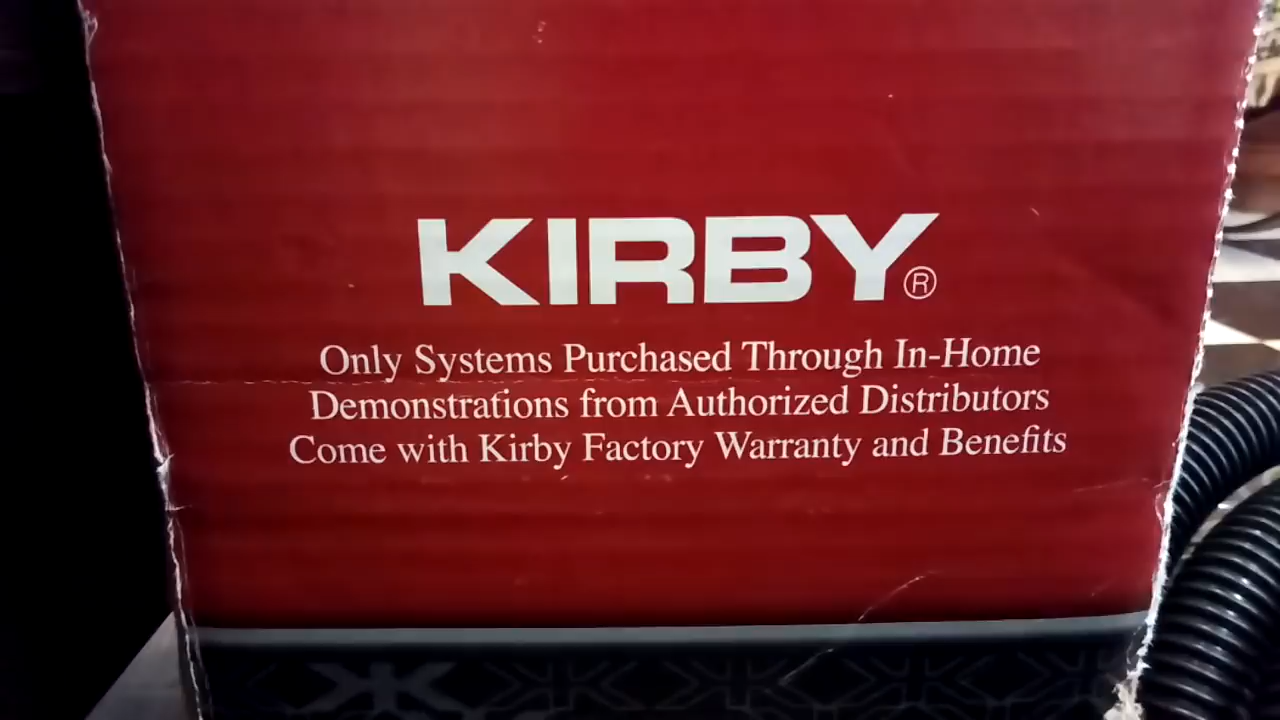 KIRBY®
Only Systems Purchased Through In-Home
Demonstrations from Authorized Distributors
Come with Kirby Factory Warranty and Benefits